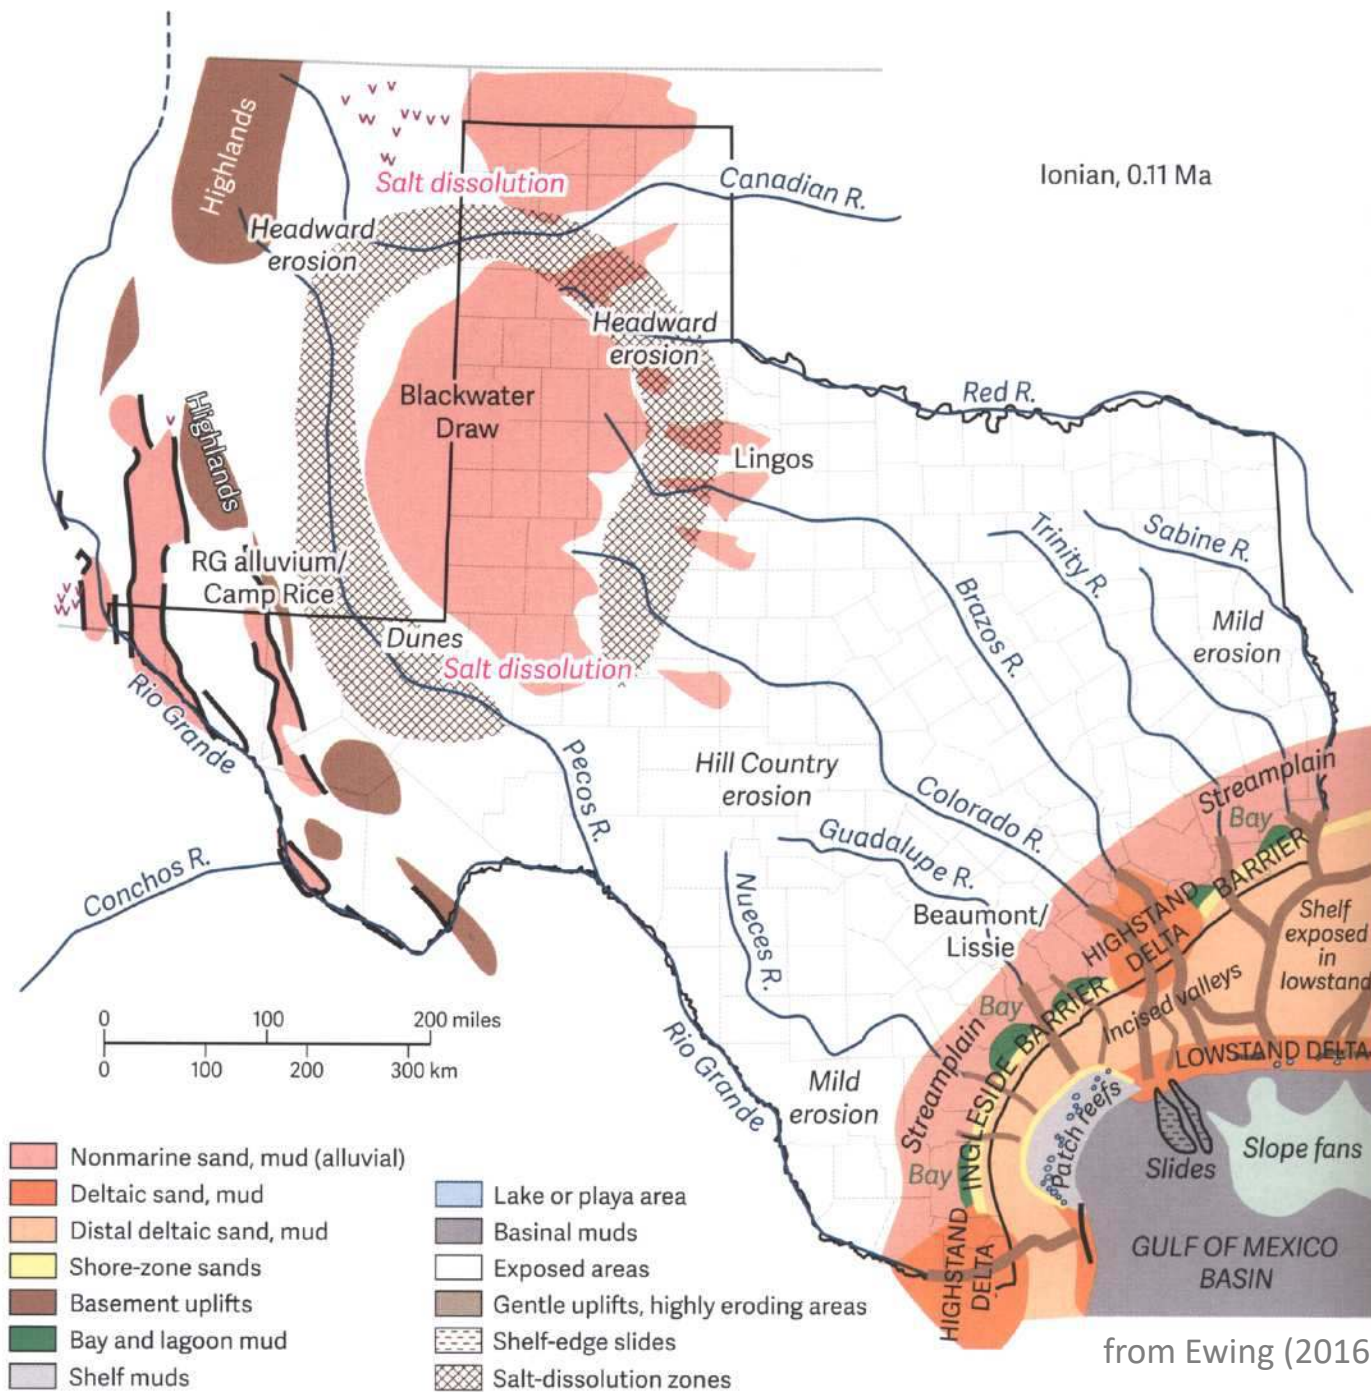 Highlands
Salt dissolution
Canadian R.
Ionian, 0.11 Ma
Headward
erosion
Headward
erosion
Blackwater
Draw
Red R.
Highlands
Lingos
RG alluvium/
Camp Rice
Trinity R.
Sabine R.
Brazos R.
Mild
erosion
Dunes
Salt dissolution
Rio Grande
Pecos R.
Hill Country
erosion
Colorado R.
Streamplain
Bay
Guadalupe R.
Conchos R.
Nueces R.
Beaumont/
Lissie
HIGHSTAND
DELTA
BARRIER
Shelf
exposed
in
lowstand
Bay
BARRIER
Incised valleys
Rio Grande
LOWSTAND DELTA
Mild
erosion
Streamplain
INGLESIDE
Patch reefs
Slides
Slope fans
Bay
HIGHSTAND
DELTA
GULF OF MEXICO
BASIN
0 100 200 miles
0 100 200 300 km
Nonmarine sand, mud (alluvial)
Deltaic sand, mud
Distal deltaic sand, mud
Shore-zone sands
Basement uplifts
Bay and lagoon mud
Shelf muds
Lake or playa area
Basinal muds
Exposed areas
Gentle uplifts, highly eroding areas
Shelf-edge slides
Salt-dissolution zones
from Ewing (2016